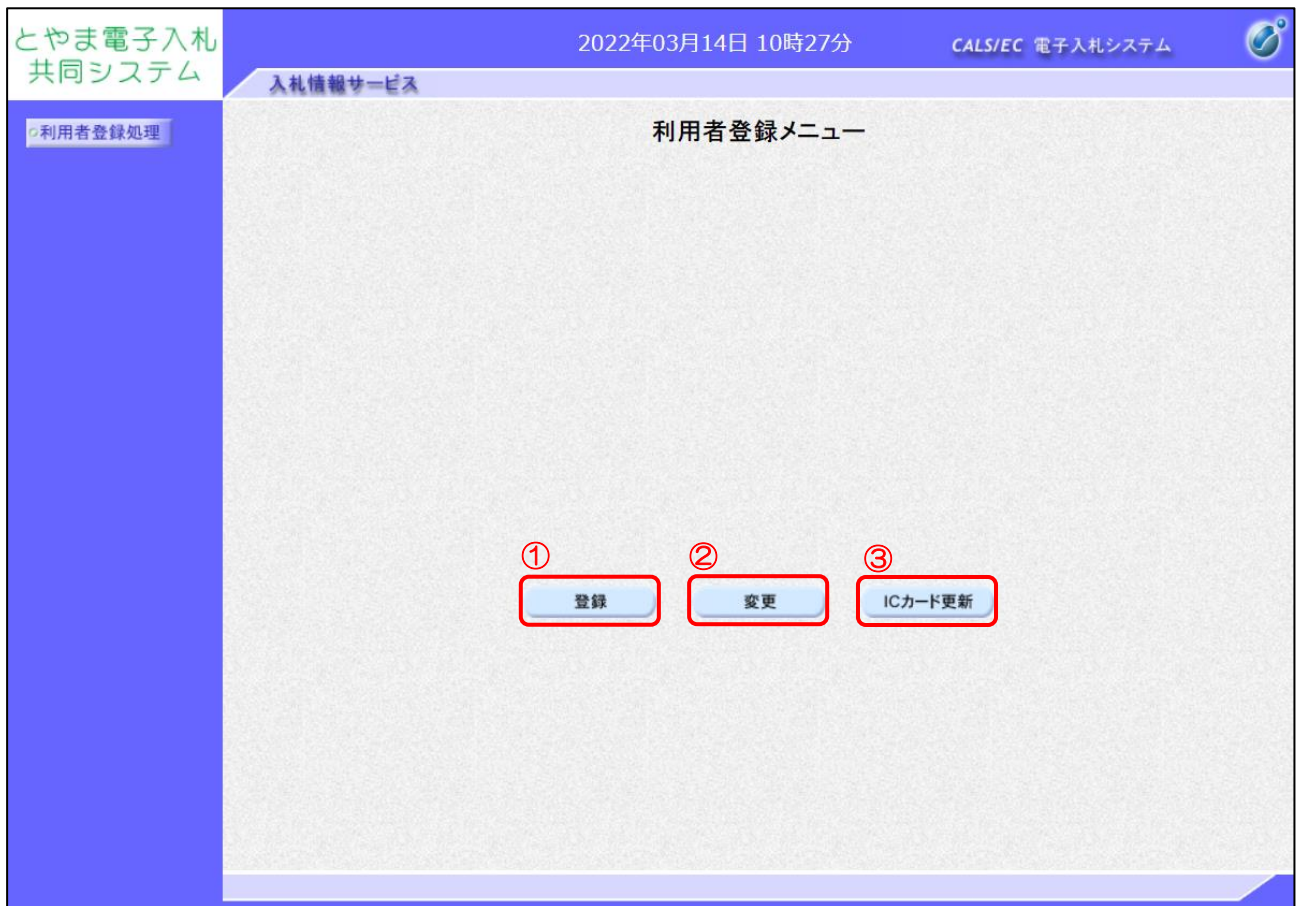 とやま電子入札
共同システム
2022年03月14日 10時27分
CALS/EC 電子入札システム
入札情報サービス
利用者登録処理
利用者登録メニュー
① ② ③
登録 変更 ICカード更新